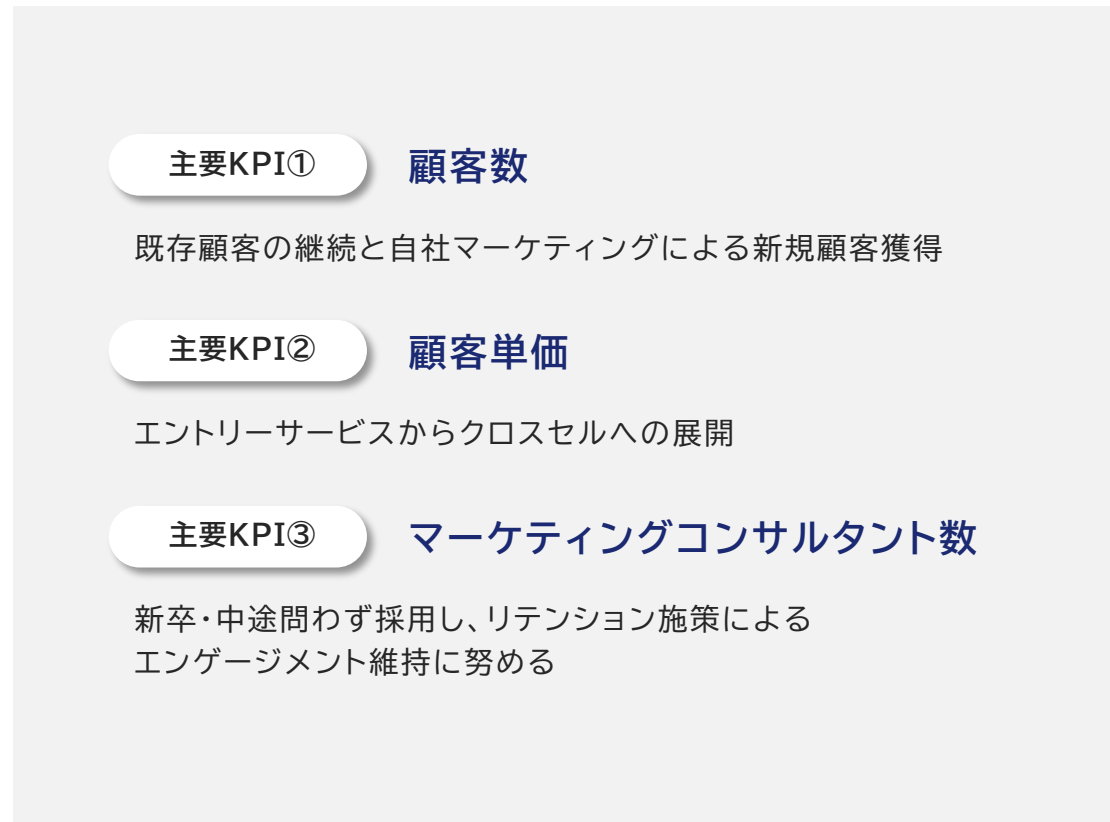 主要KPI① 顧客数
既存顧客の継続と自社マーケティングによる新規顧客獲得
主要KPI② 顧客単価
エントリーサービスからクロスセルへの展開
主要KPI③ マーケティングコンサルタント数
新卒・中途問わず採用し、リテンション施策による
エンゲージメント維持に努める